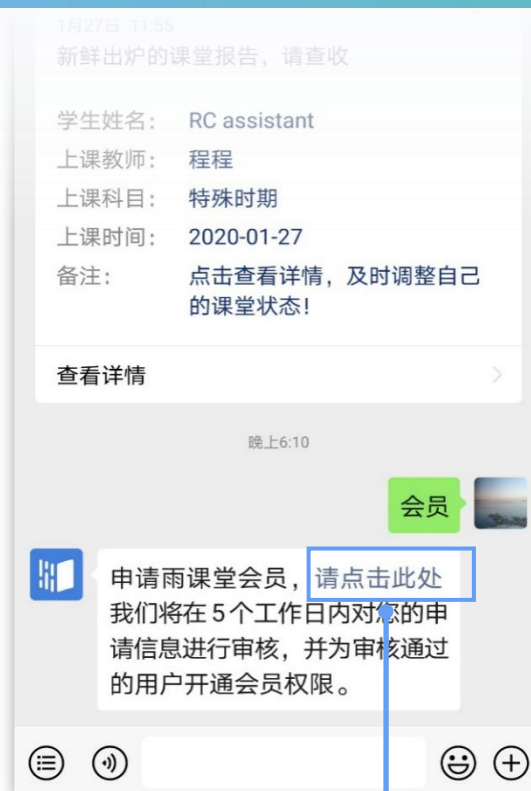 1月27日 11:55
新鲜出炉的课堂报告，请查收
学生姓名： RC assistant
上课教师： 程程
上课科目： 特殊时期
上课时间： 2020-01-27
备注： 点击查看详情，及时调整自己
的课堂状态！
查看详情
晚上6:10
会员
申请雨课堂会员，请点击此处
我们将在5个工作日内对您的申
请信息进行审核，并为审核通过
的用户开通会员权限。